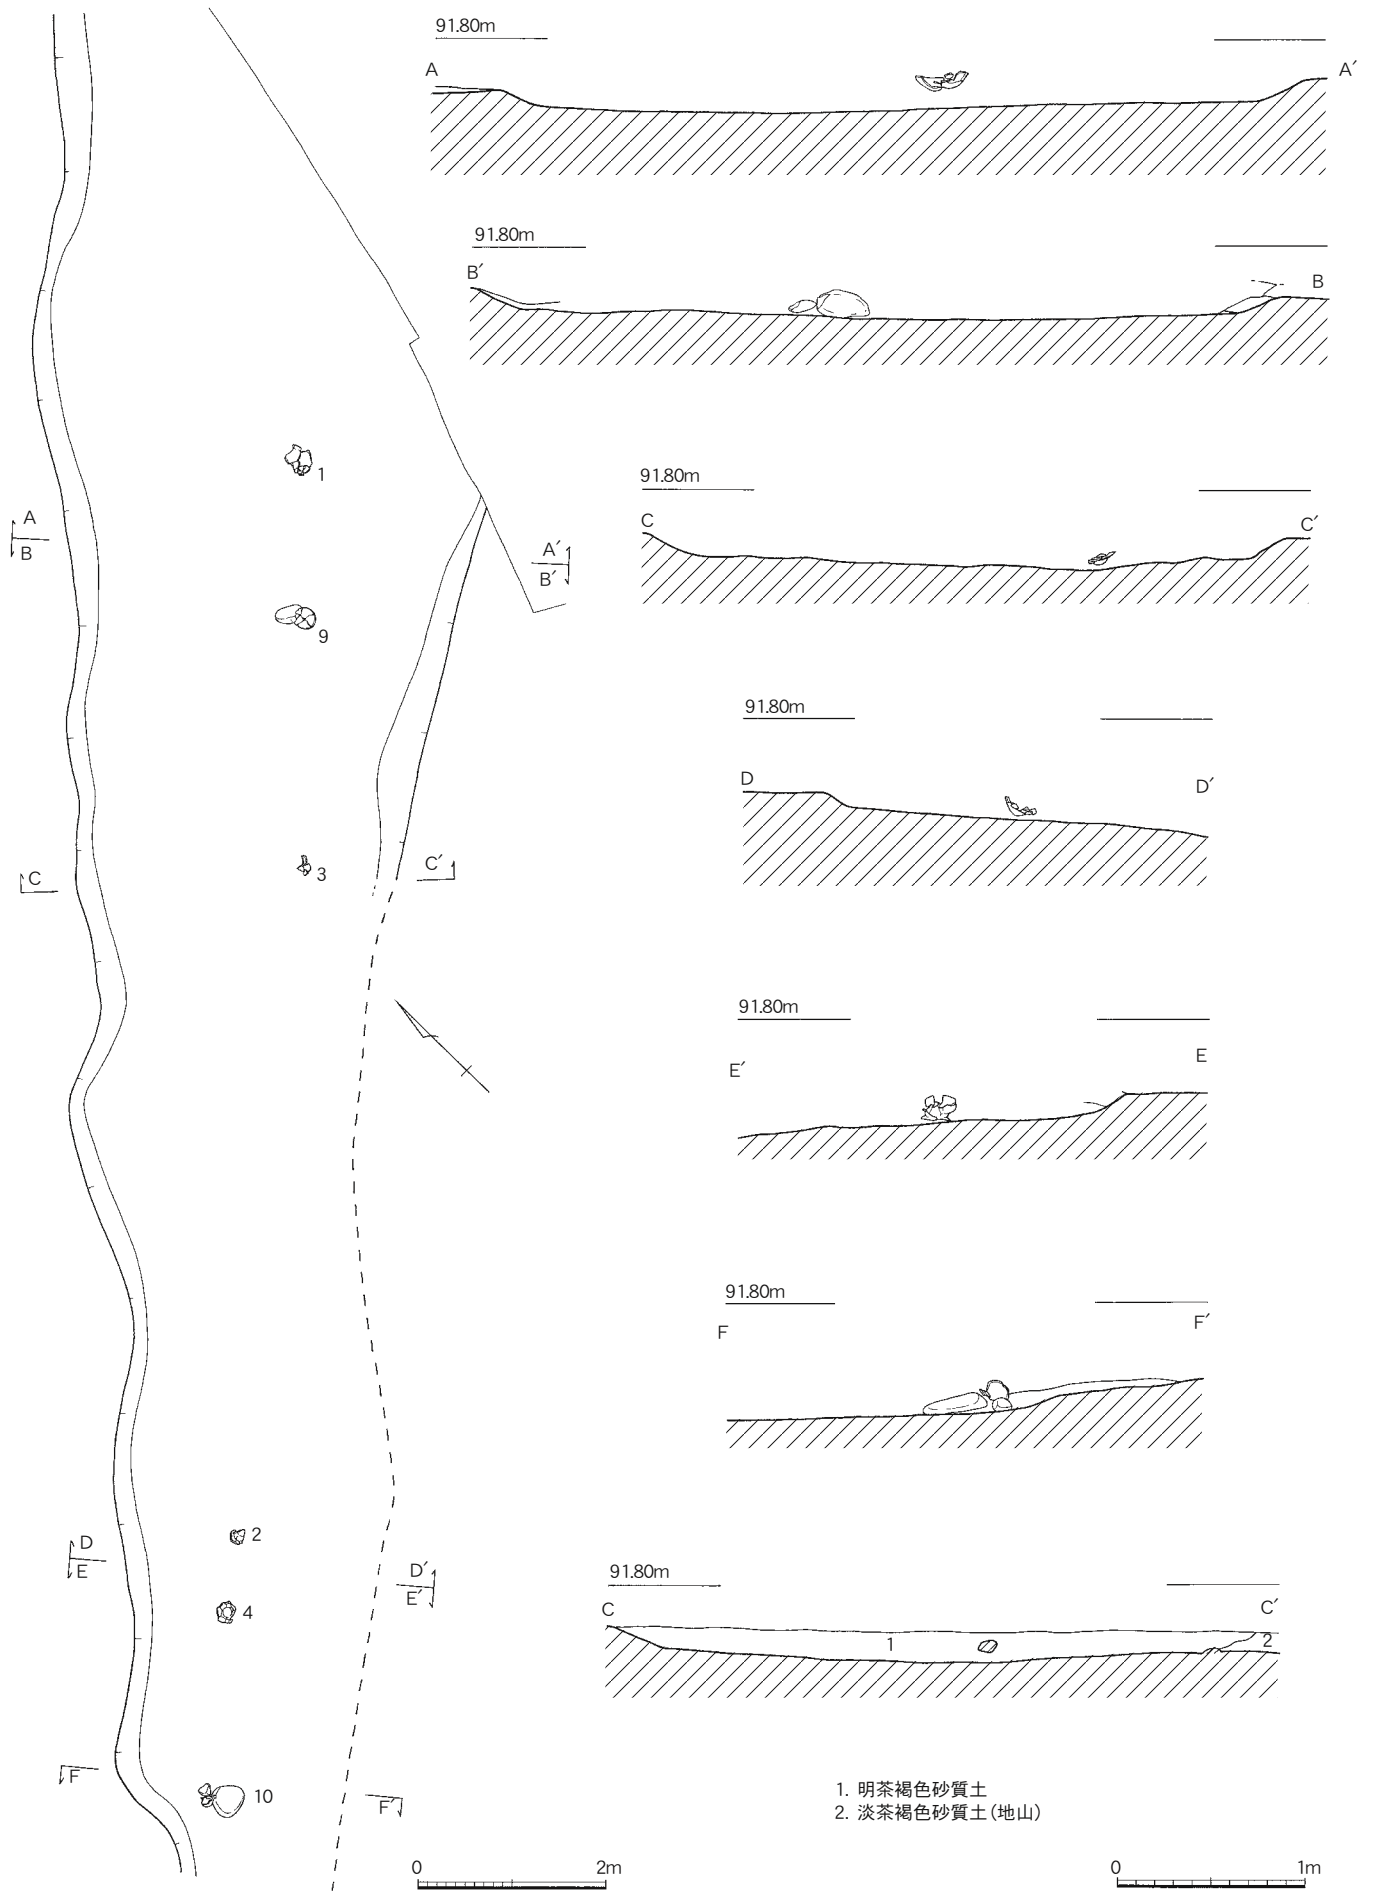 91.80m
A A′
91.80m
B′ B
91.80m
C C′
91.80m
D D′
91.80m
E′ E
91.80m
F F′
91.80m
C C′
1 2
1
A
B
A′
B′
9
3
C C′
2
D
E
D′
E′
4
10
F F′
1. 明茶褐色砂質土
2. 淡茶褐色砂質土(地山)
0 2m
0 1m